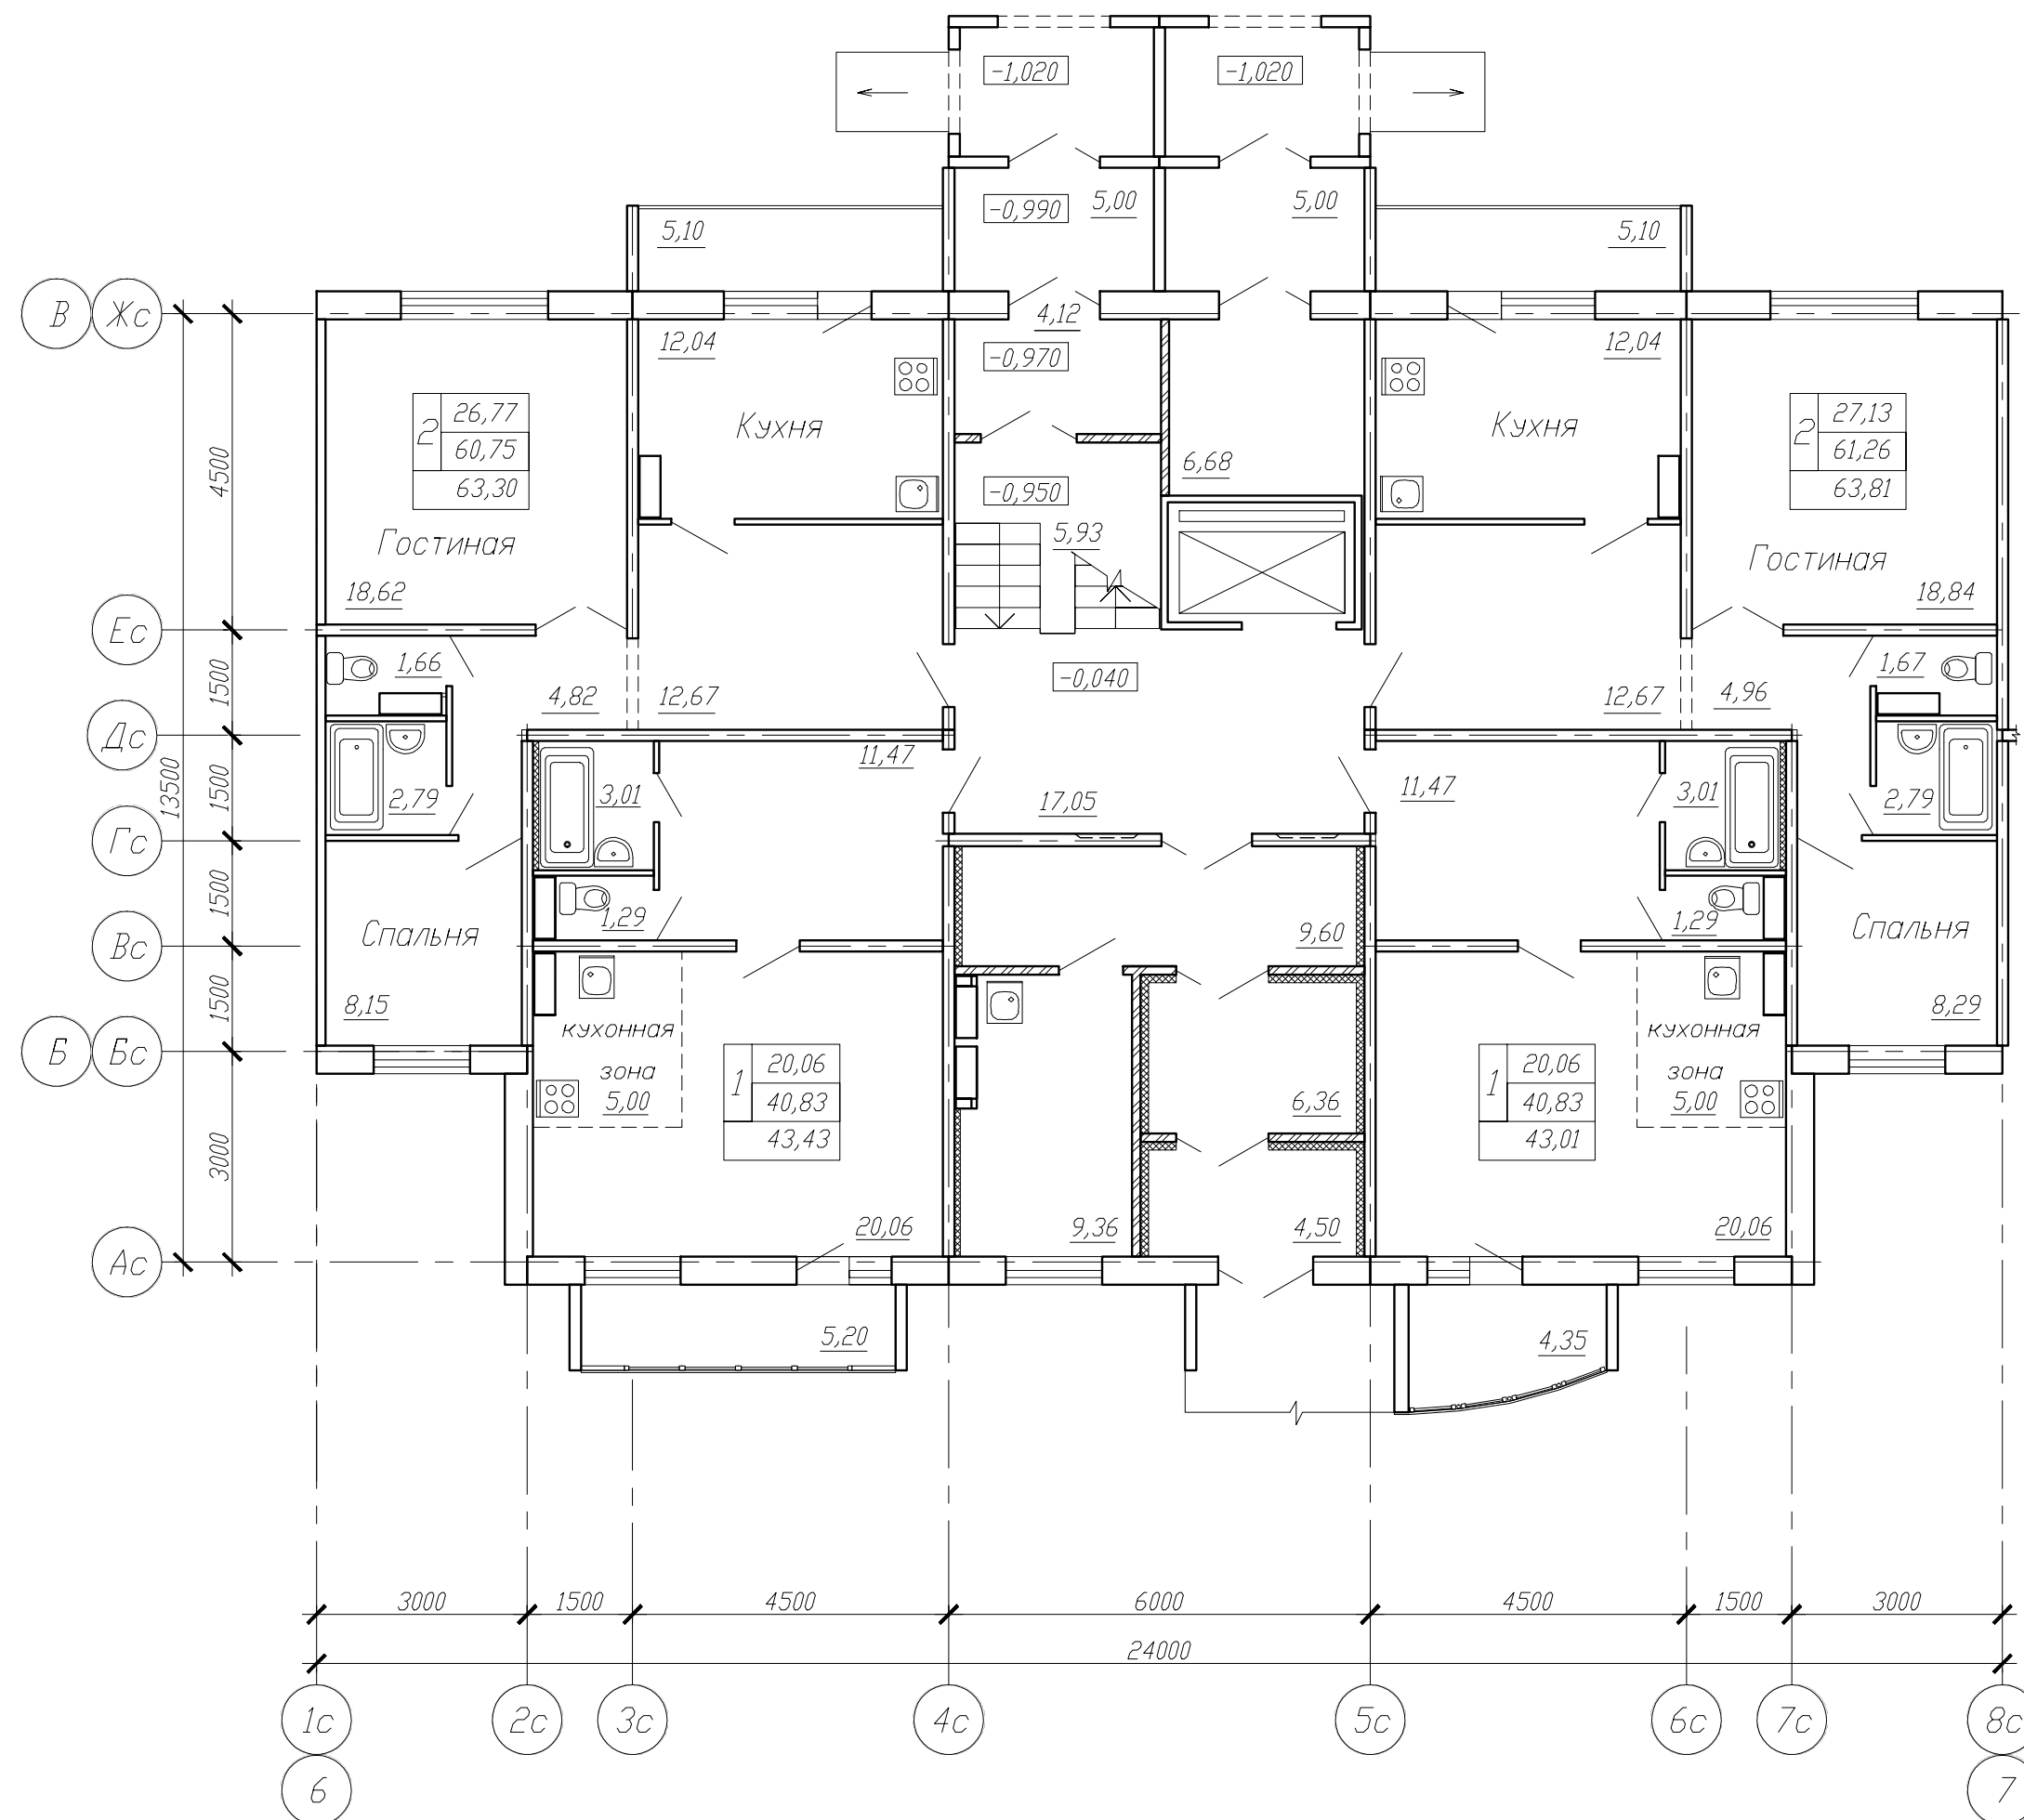 -1,020
-1,020
5,00
5,00
-0,990
5,10
5,10
В
Жс
4,12
12,04
12,04
-0,970
2
26,77
60,75
63,30
2
27,13
61,26
63,81
Кухня
Кухня
4500
6,68
-0,950
5,93
Гостиная
Гостиная
18,62
18,84
Ес
1,66
1,67
-0,040
1500
4,82
12,67
12,67
4,96
Дс
11,47
11,47
13500
1500
2,79
3,01
17,05
3,01
2,79
Гс
1500
1,29
1,29
Спальня
Спальня
9,60
Вс
1500
8,15
8,29
кухонная
зона
5,00
кухонная
зона
5,00
Б
Бс
1
20,06
40,83
43,43
1
20,06
40,83
43,01
6,36
3000
20,06
9,36
4,50
20,06
Ас
5,20
4,35
3000
1500
4500
6000
4500
1500
3000
24000
1с
2с
3с
4с
5с
6с
7с
8с
6
7